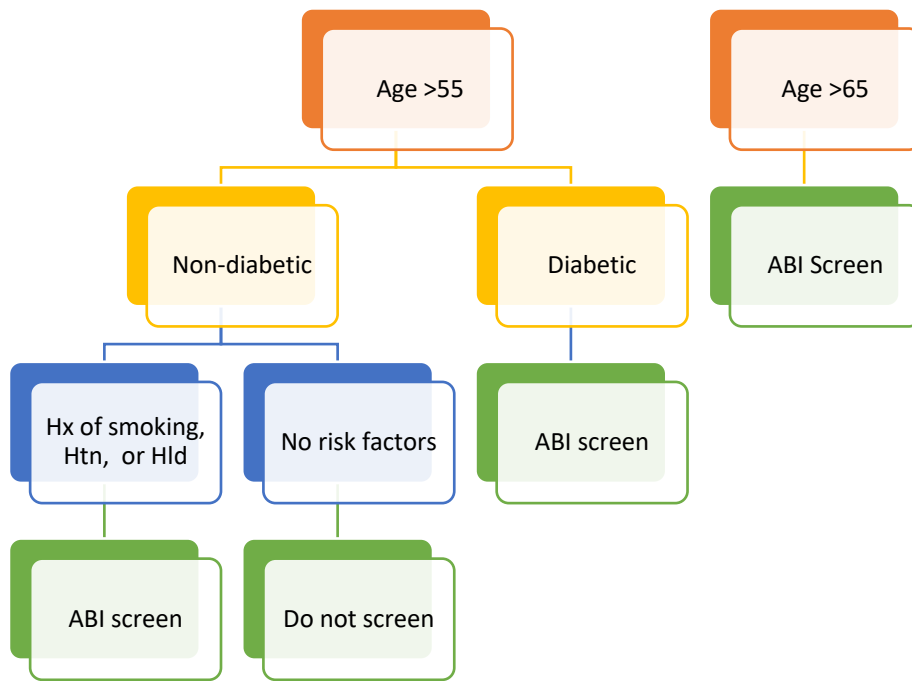 Age >55
Age >65
Non-diabetic
Diabetic
ABI Screen
Hx of smoking,
Htn,  or Hld
No risk factors
ABI screen
ABI screen
Do not screen